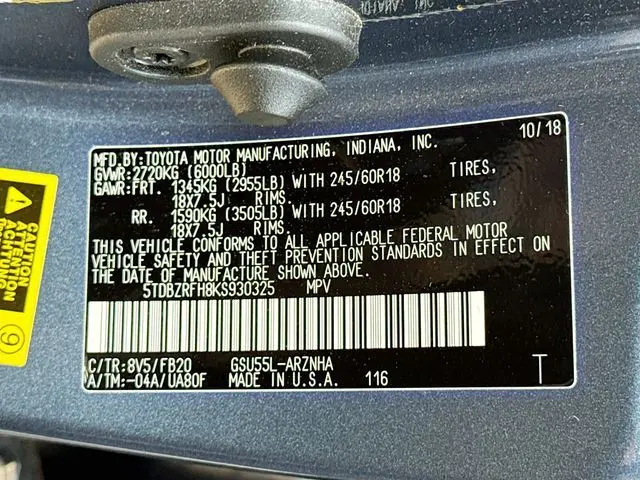 MFD.BY:TOYOTA MOTOR MANUFACTURING, INDIANA, INC. 10/18
GVWR:2720KG (6000LB)
GAWR:FRT. 1345KG (2955LB) WITH 245/60R18 TIRES,
18X7.5J RIMS.
RR. 1590KG (3505LB) WITH 245/60R18 TIRES,
18X7.5J RIMS.
THIS VEHICLE CONFORMS TO ALL APPLICABLE FEDERAL MOTOR
VEHICLE SAFETY AND THEFT PREVENTION STANDARDS IN EFFECT ON
THE DATE OF MANUFACTURE SHOWN ABOVE.
5TDBZRFH8KS930325 MPV
C/TR:8V5/FB20 GSU55L-ARZNHA
A/TM:-04A/UA80F MADE IN U.S.A. 116 T
CAUTION
ATTENTION
ACHTUNG
9